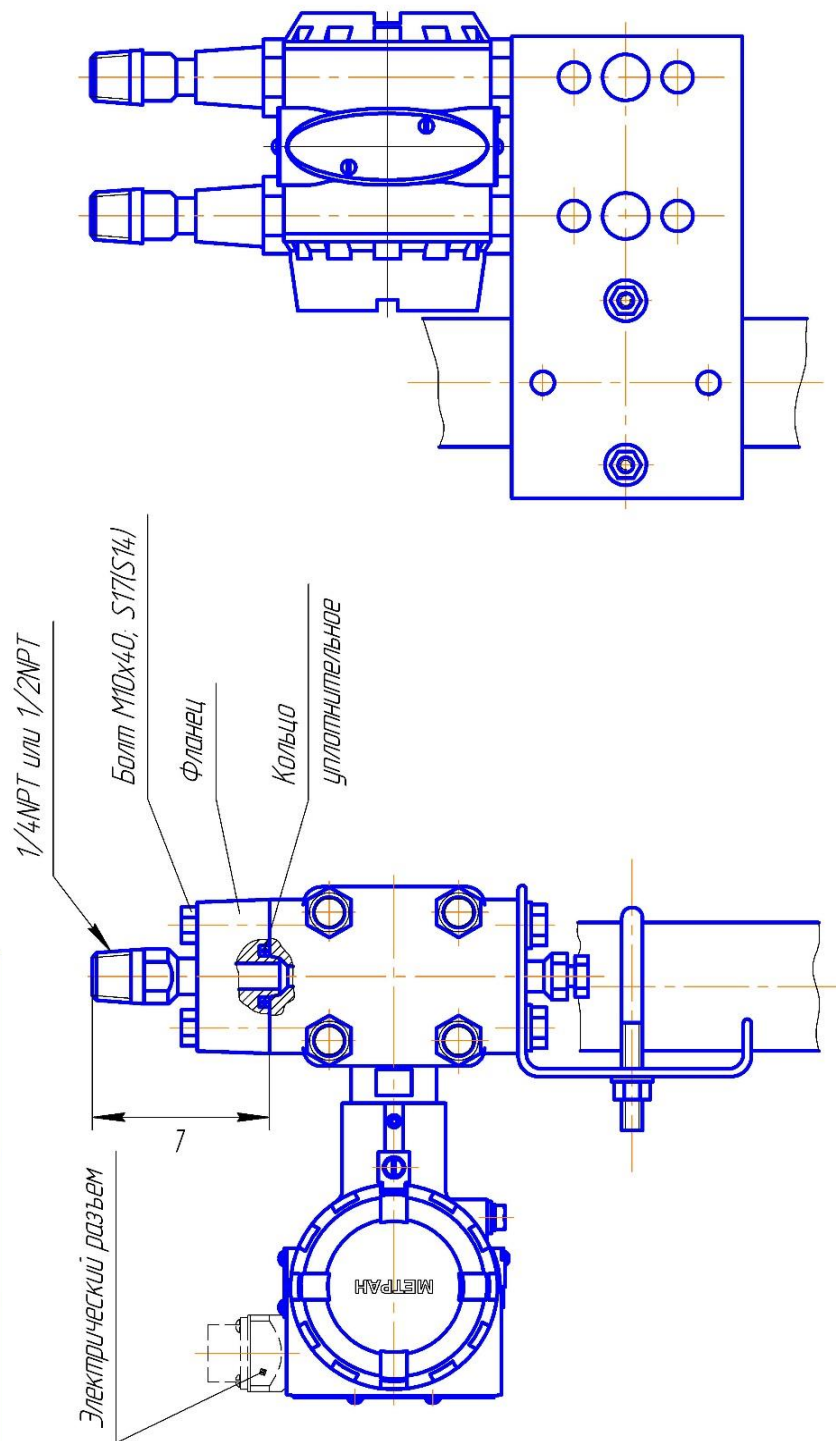 1/4NPT или 1/2NPT
Болт М10х40; S17(S14)
Фланец
Кольцо
уплотнительное
7
Электрический разъем
МЕТРАН